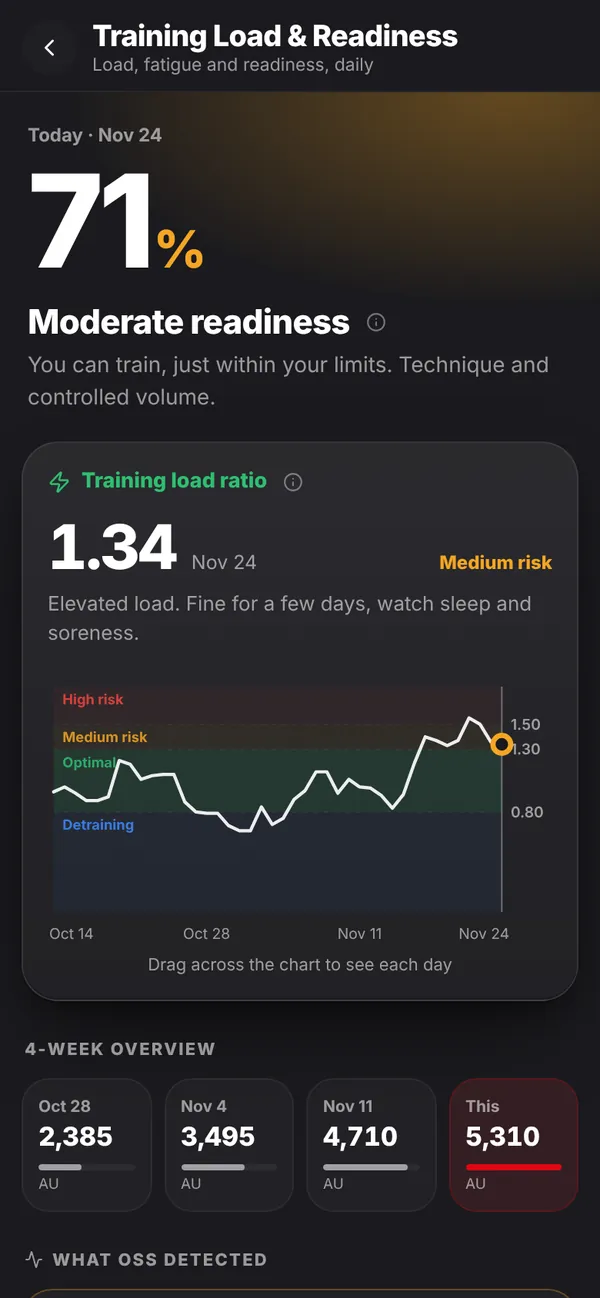 Training Load & Readiness
Load, fatigue and readiness, daily
Today · Nov 24
71%
Moderate readiness
You can train, just within your limits. Technique and
controlled volume.
Training load ratio
1.34 Nov 24 Medium risk
Elevated load. Fine for a few days, watch sleep and
soreness.
High risk
1.50
Medium risk
1.30
Optimal
0.80
Detraining
Oct 14 Oct 28 Nov 11 Nov 24
Drag across the chart to see each day
4-WEEK OVERVIEW
Oct 28
2,385
AU
Nov 4
3,495
AU
Nov 11
4,710
AU
This
5,310
AU
WHAT OSS DETECTED